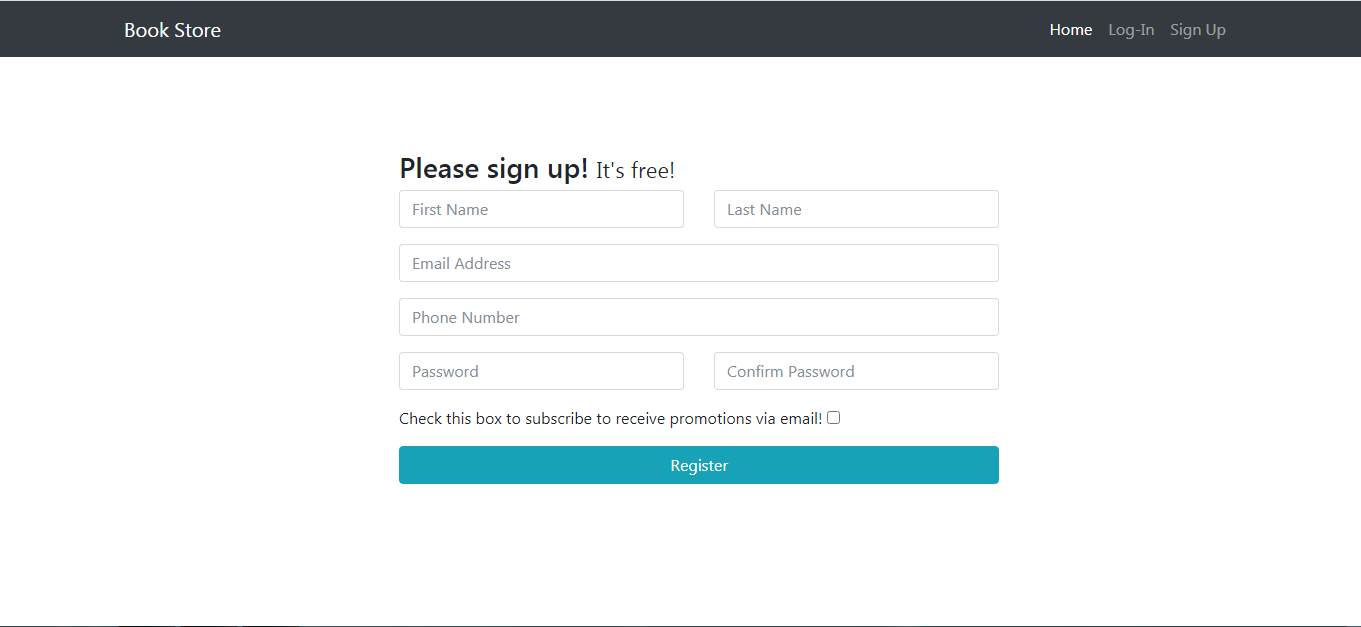 Book Store Home Log-In Sign Up
Please sign up! It's free!
First Name Last Name
Email Address
Phone Number
Password Confirm Password
Check this box to subscribe to receive promotions via email!
Register